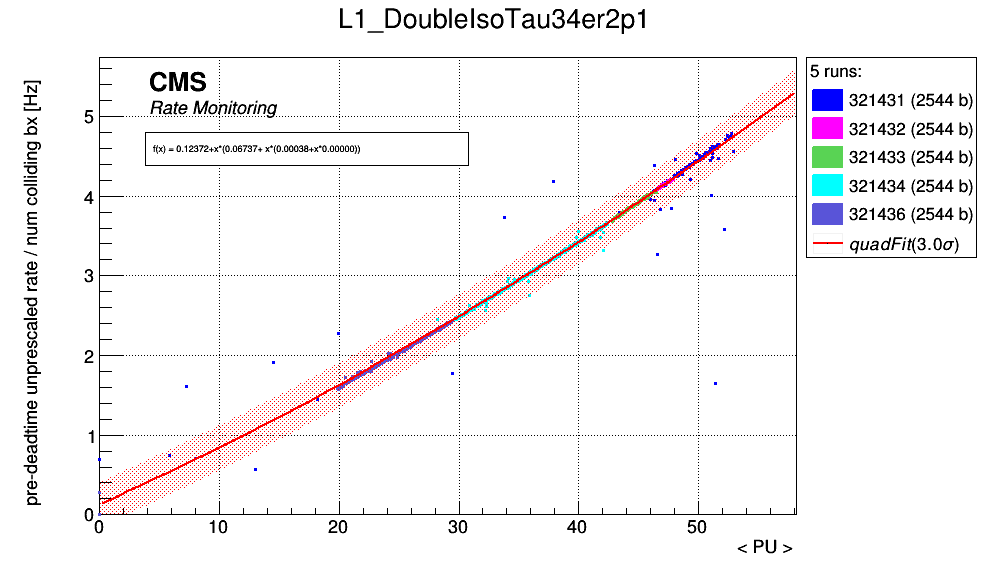 L1_DoubleIsoTau34er2p1
CMS
Rate Monitoring
f(x) = 0.12372+x*(0.06737+ x*(0.00038+x*0.00000))
pre-deadtime unprescaled rate / num colliding bx [Hz]
5
4
3
2
1
0
0 10 20 30 40 50
< PU >
5 runs:
321431 (2544 b)
321432 (2544 b)
321433 (2544 b)
321434 (2544 b)
321436 (2544 b)
quadFit(3.0σ)